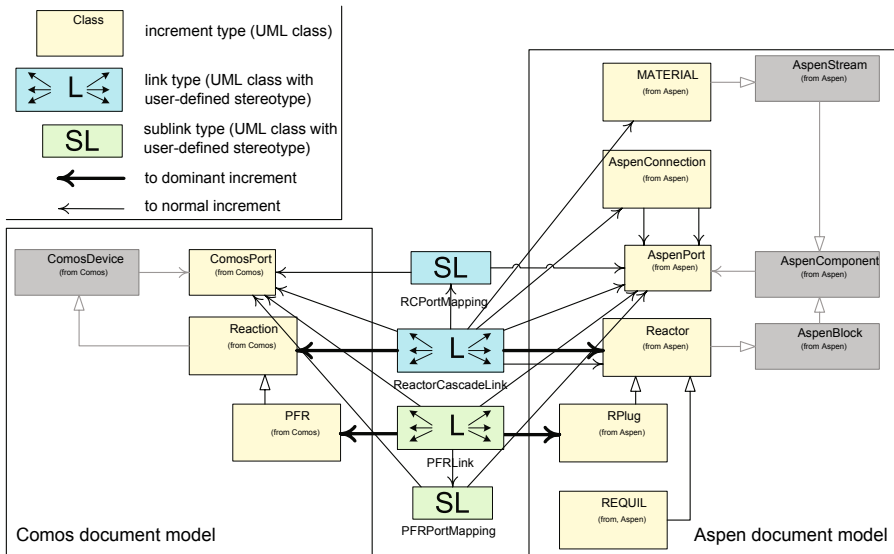 Class
increment type (UML class)
L
link type (UML class with
user-defined stereotype)
SL
sublink type (UML class with
user-defined stereotype)
to dominant increment
to normal increment
MATERIAL
(from Aspen)
AspenStream
(from Aspen)
AspenConnection
(from Aspen)
ComosDevice
(from Comos)
ComosPort
(from Comos)
SL
RCPortMapping
AspenPort
(from Aspen)
AspenComponent
(from Aspen)
Reaction
(from Comos)
L
ReactorCascadeLink
Reactor
(from Aspen)
AspenBlock
(from Aspen)
PFR
(from Comos)
L
PFRLink
RPlug
(from Aspen)
SL
PFRPortMapping
REQUIL
(from, Aspen)
Comos document model
Aspen document model